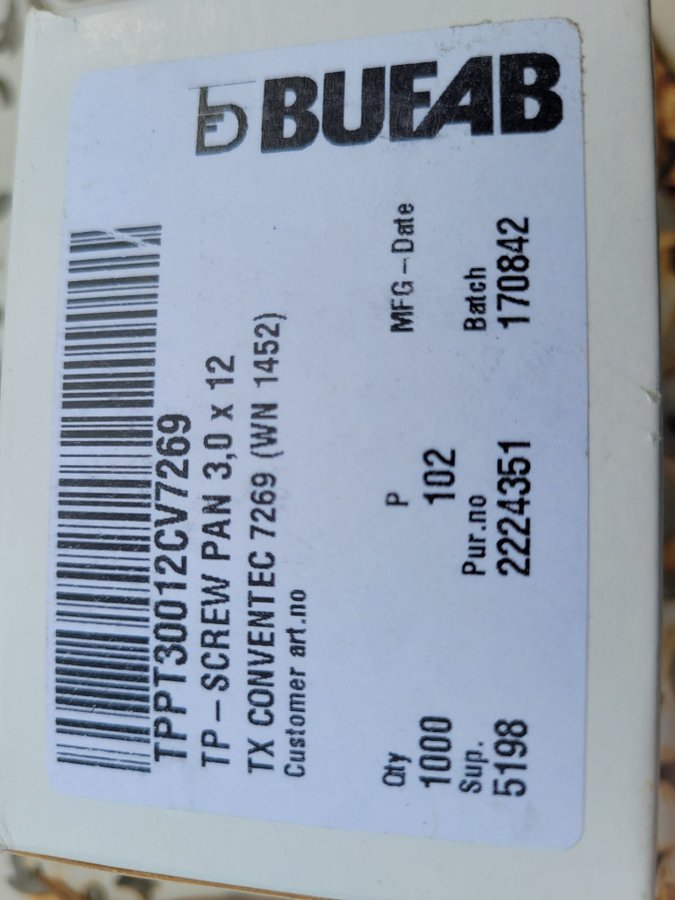 BUFAB
TPPT30012CV7269
TP-SCREW PAN 3,0 x 12
TX CONVENTEC 7269 (WN 1452)
Customer art.no
Qty P MFG-Date
1000 102
Sup. Pur.no Batch
5198 2224351 170842